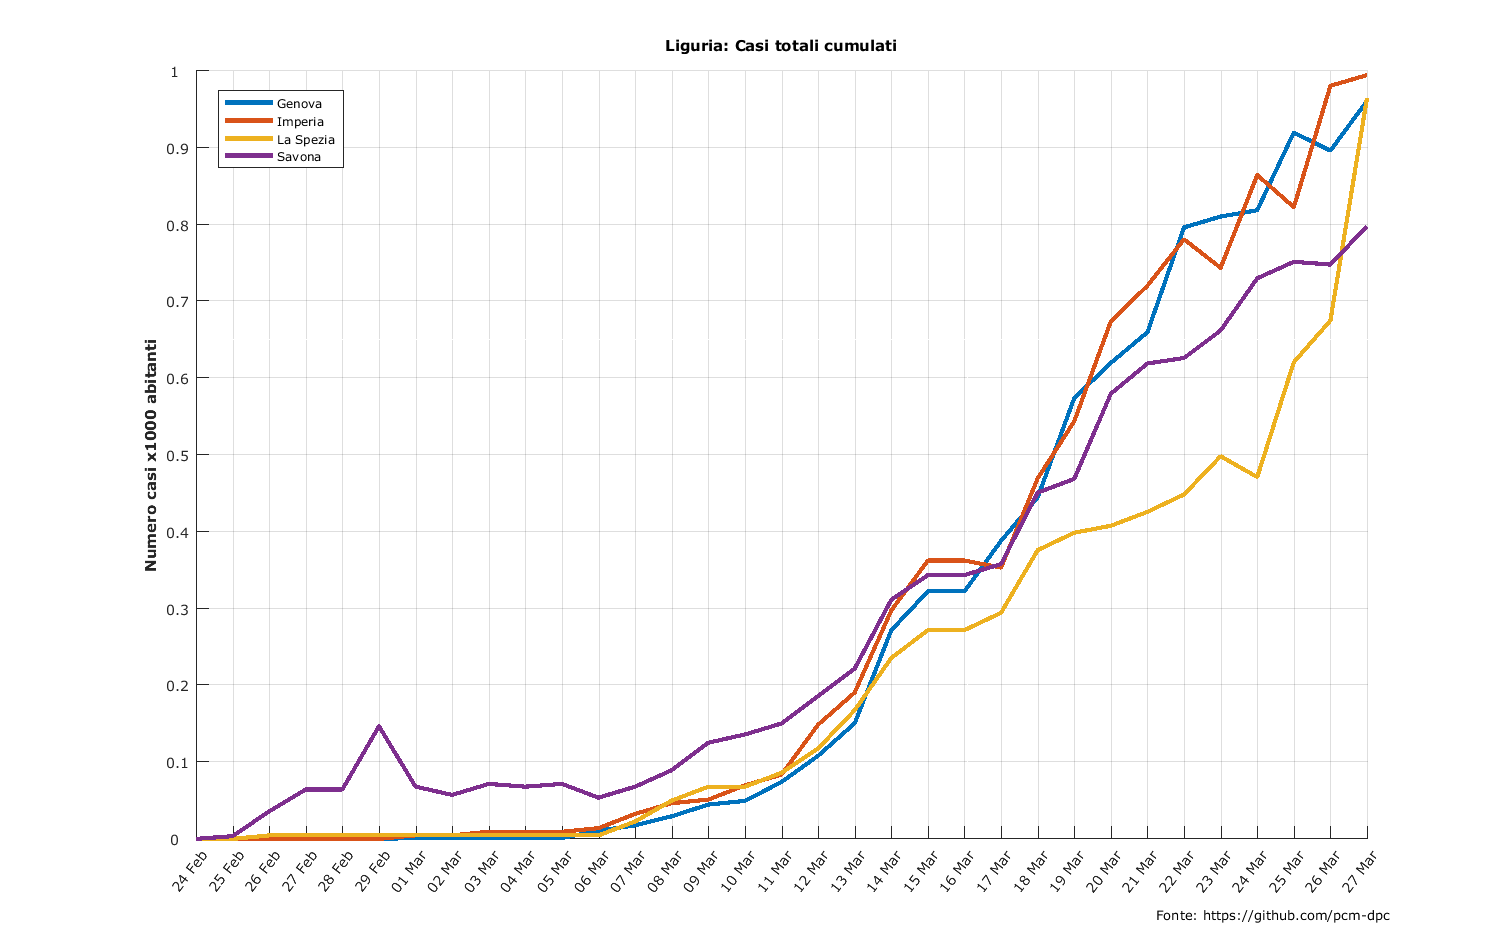 Liguria: Casi totali cumulati
Numero casi x1000 abitanti
1
0.9
0.8
0.7
0.6
0.5
0.4
0.3
0.2
0.1
0
Genova
Imperia
La Spezia
Savona
24 Feb
25 Feb
26 Feb
27 Feb
28 Feb
29 Feb
01 Mar
02 Mar
03 Mar
04 Mar
05 Mar
06 Mar
07 Mar
08 Mar
09 Mar
10 Mar
11 Mar
12 Mar
13 Mar
14 Mar
15 Mar
16 Mar
17 Mar
18 Mar
19 Mar
20 Mar
21 Mar
22 Mar
23 Mar
24 Mar
25 Mar
26 Mar
27 Mar
Fonte: https://github.com/pcm-dpc